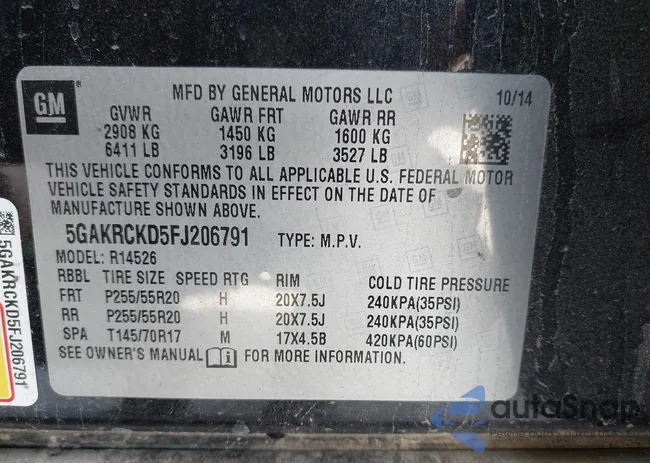 GM
MFD BY GENERAL MOTORS LLC 10/14
GVWR GAWR FRT GAWR RR
2908 KG 1450 KG 1600 KG
6411 LB 3196 LB 3527 LB
THIS VEHICLE CONFORMS TO ALL APPLICABLE U.S. FEDERAL MOTOR
VEHICLE SAFETY STANDARDS IN EFFECT ON THE DATE OF
MANUFACTURE SHOWN ABOVE.
5GAKRCKD5FJ206791 TYPE: M.P.V.
MODEL: R14526
RBBL TIRE SIZE SPEED RTG RIM COLD TIRE PRESSURE
FRT P255/55R20 H 20X7.5J 240KPA(35PSI)
RR P255/55R20 H 20X7.5J 240KPA(35PSI)
SPA T145/70R17 M 17X4.5B 420KPA(60PSI)
SEE OWNER'S MANUAL FOR MORE INFORMATION.
5GAKRCKD5FJ206791
autoSnap